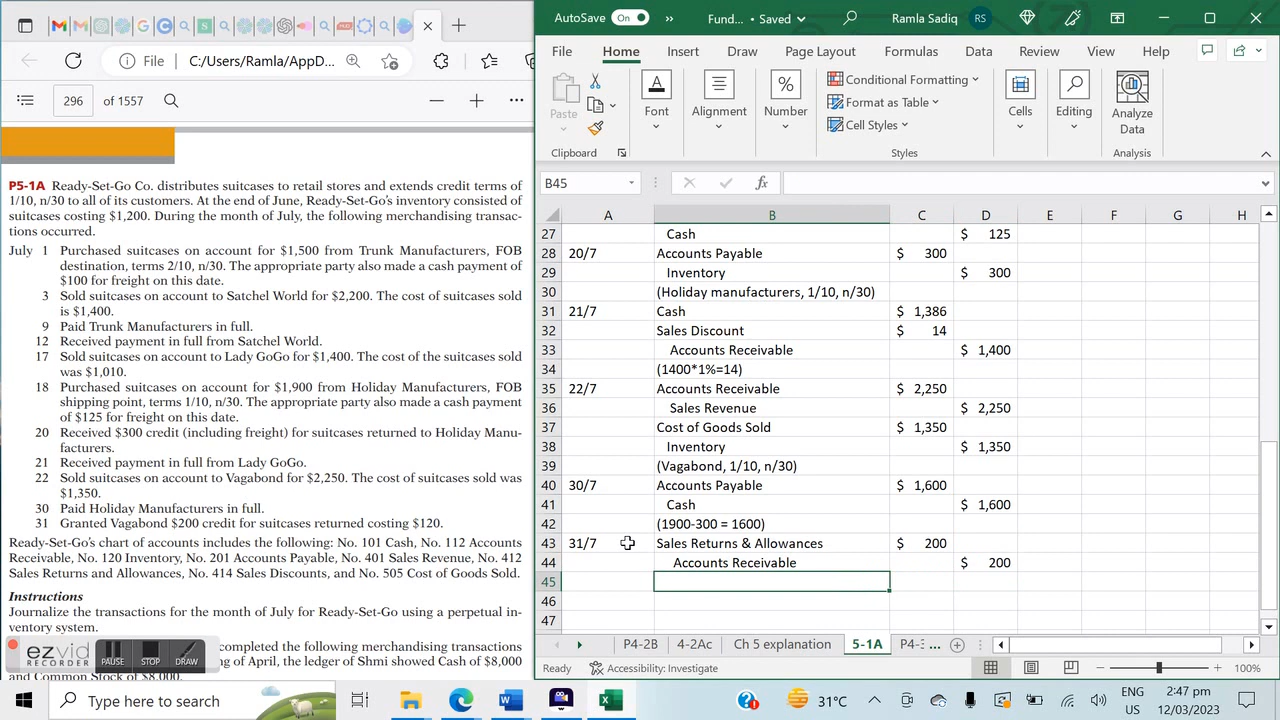 AutoSave On Fund... • Saved Ramla Sadiq RS
File C:/Users/Ramla/AppD...
File Home Insert Draw Page Layout Formulas Data Review View Help
296 of 1557
Paste
Font
Alignment
Number
Conditional Formatting
Format as Table
Cell Styles
Cells
Editing
Analyze
Data
Clipboard Styles Analysis
B45 fx
P5-1A Ready-Set-Go Co. distributes suitcases to retail stores and extends credit terms of
1/10, n/30 to all of its customers. At the end of June, Ready-Set-Go's inventory consisted of
suitcases costing $1,200. During the month of July, the following merchandising transac-
tions occurred.
July 1 Purchased suitcases on account for $1,500 from Trunk Manufacturers, FOB
destination, terms 2/10, n/30. The appropriate party also made a cash payment of
$100 for freight on this date.
3 Sold suitcases on account to Satchel World for $2,200. The cost of suitcases sold
is $1,400.
9 Paid Trunk Manufacturers in full.
12 Received payment in full from Satchel World.
17 Sold suitcases on account to Lady GoGo for $1,400. The cost of the suitcases sold
was $1,010.
18 Purchased suitcases on account for $1,900 from Holiday Manufacturers, FOB
shipping point, terms 1/10, n/30. The appropriate party also made a cash payment
of $125 for freight on this date.
20 Received $300 credit (including freight) for suitcases returned to Holiday Manu-
facturers.
21 Received payment in full from Lady GoGo.
22 Sold suitcases on account to Vagabond for $2,250. The cost of suitcases sold was
$1,350.
30 Paid Holiday Manufacturers in full.
31 Granted Vagabond $200 credit for suitcases returned costing $120.
Ready-Set-Go's chart of accounts includes the following: No. 101 Cash, No. 112 Accounts
Receivable, No. 120 Inventory, No. 201 Accounts Payable, No. 401 Sales Revenue, No. 412
Sales Returns and Allowances, No. 414 Sales Discounts, and No. 505 Cost of Goods Sold.
Instructions
Journalize the transactions for the month of July for Ready-Set-Go using a perpetual in-
ventory system.
completed the following merchandising transactions
ng of April, the ledger of Shmi showed Cash of $8,000
and Common Stock of $8,000.
ezvid
RECORDER
PAUSE STOP DRAW
A B C D E F G H
27 Cash $ 125
28 20/7 Accounts Payable $ 300
29 Inventory $ 300
30 (Holiday manufacturers, 1/10, n/30)
31 21/7 Cash $ 1,386
32 Sales Discount $ 14
33 Accounts Receivable $ 1,400
34 (1400*1%=14)
35 22/7 Accounts Receivable $ 2,250
36 Sales Revenue $ 2,250
37 Cost of Goods Sold $ 1,350
38 Inventory $ 1,350
39 (Vagabond, 1/10, n/30)
40 30/7 Accounts Payable $ 1,600
41 Cash $ 1,600
42 (1900-300 = 1600)
43 31/7 Sales Returns & Allowances $ 200
44 Accounts Receivable $ 200
45
46
47
P4-2B 4-2Ac Ch 5 explanation 5-1A P4-3 ...
Ready Accessibility: Investigate 100%
Type here to search
31°C
ENG
US
2:47 pm
12/03/2023